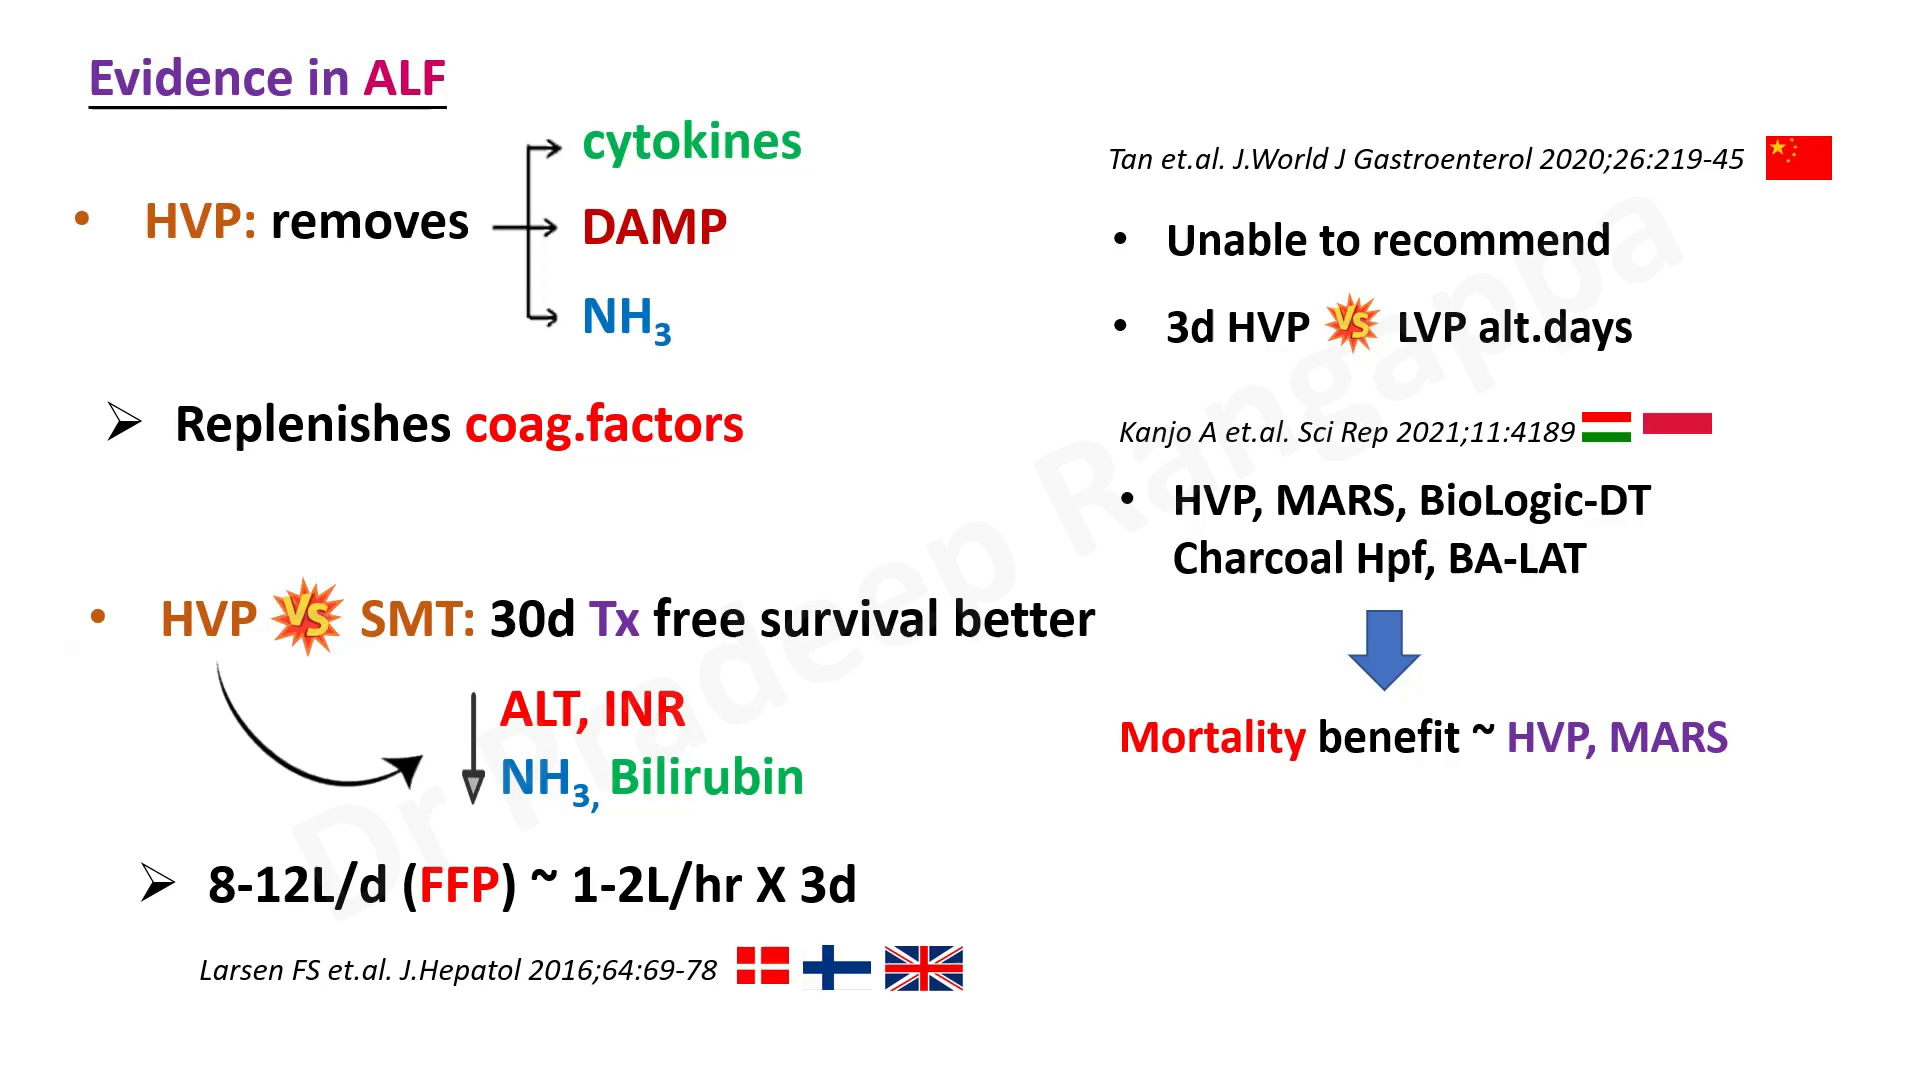 Evidence in ALF
• HVP: removes
cytokines
DAMP
NH₃
➢ Replenishes coag.factors
• HVP VS SMT: 30d Tx free survival better
ALT, INR
NH₃, Bilirubin
➢ 8-12L/d (FFP) ~ 1-2L/hr X 3d
Larsen FS et.al. J.Hepatol 2016;64:69-78
Tan et.al. J.World J Gastroenterol 2020;26:219-45
• Unable to recommend
• 3d HVP VS LVP alt.days
Kanjo A et.al. Sci Rep 2021;11:4189
• HVP, MARS, BioLogic-DT
Charcoal Hpf, BA-LAT
Mortality benefit ~ HVP, MARS
Dr Pradeep Rangappa